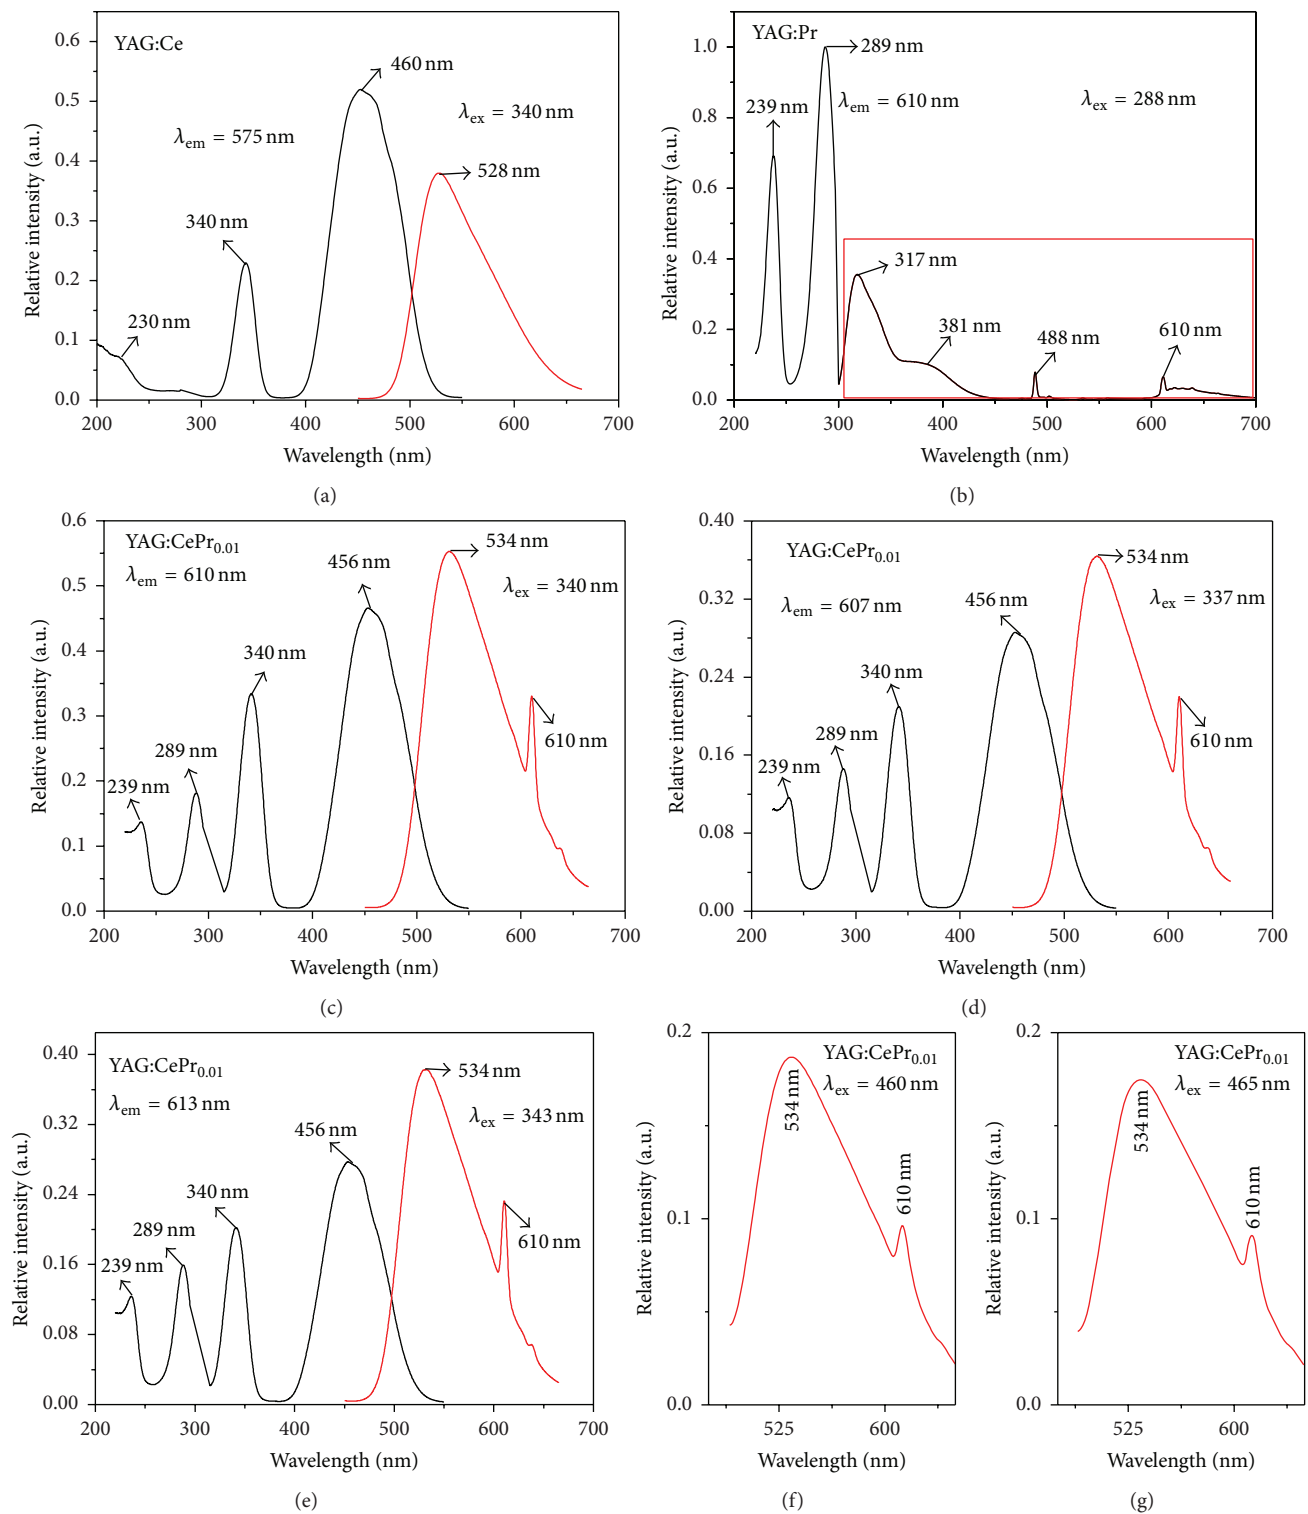 YAG:Ce
460 nm
λex = 340 nm
λem = 575 nm
528 nm
340 nm
230 nm
0.6
0.5
0.4
0.3
0.2
0.1
0.0
200 300 400 500 600 700
Relative intensity (a.u.)
Wavelength (nm)
(a)
YAG:Pr
289 nm
239 nm
λem = 610 nm
λex = 288 nm
317 nm
381 nm
488 nm
610 nm
1.0
0.8
0.6
0.4
0.2
0.0
200 300 400 500 600 700
Relative intensity (a.u.)
Wavelength (nm)
(b)
YAG:CePr0.01
λem = 610 nm
534 nm
456 nm
λex = 340 nm
340 nm
289 nm
239 nm
610 nm
0.6
0.5
0.4
0.3
0.2
0.1
0.0
200 300 400 500 600 700
Relative intensity (a.u.)
Wavelength (nm)
(c)
YAG:CePr0.01
534 nm
λem = 607 nm
456 nm
λex = 337 nm
340 nm
289 nm
239 nm
610 nm
0.40
0.32
0.24
0.16
0.08
0.00
200 300 400 500 600 700
Relative intensity (a.u.)
Wavelength (nm)
(d)
YAG:CePr0.01
534 nm
λem = 613 nm
λex = 343 nm
456 nm
340 nm
289 nm
239 nm
610 nm
0.40
0.32
0.24
0.16
0.08
0.00
200 300 400 500 600 700
Relative intensity (a.u.)
Wavelength (nm)
(e)
YAG:CePr0.01
λex = 460 nm
534 nm
610 nm
0.2
0.1
0.0
525 600
Relative intensity (a.u.)
Wavelength (nm)
(f)
YAG:CePr0.01
λex = 465 nm
534 nm
610 nm
0.2
0.1
0.0
525 600
Relative intensity (a.u.)
Wavelength (nm)
(g)